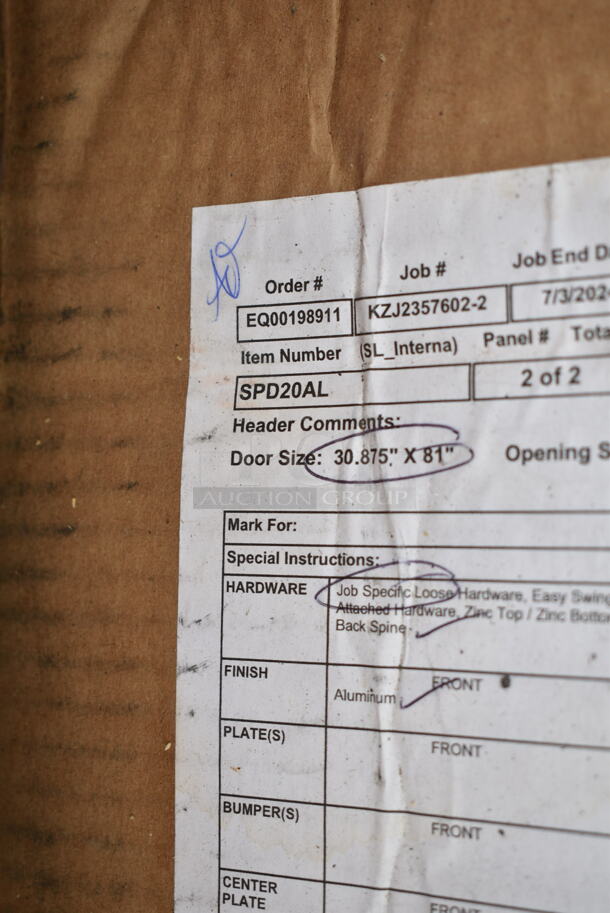 Order #
Job #
Job End D
EQ00198911
KZJ2357602-2
7/3/202
Item Number
(SL_Interna)
Panel #
Tota
SPD20AL
2 of 2
Header Comments:
Door Size: 30.875" X 81"
Opening S
AUCTION GROUP
Mark For:
Special Instructions:
HARDWARE
Job Specific Loose Hardware, Easy Swing
Attached Hardware, Zinc Top / Zinc Botto
Back Spine
FINISH
FRONT
Aluminum
PLATE(S)
FRONT
BUMPER(S)
FRONT
CENTER
PLATE
FRONT